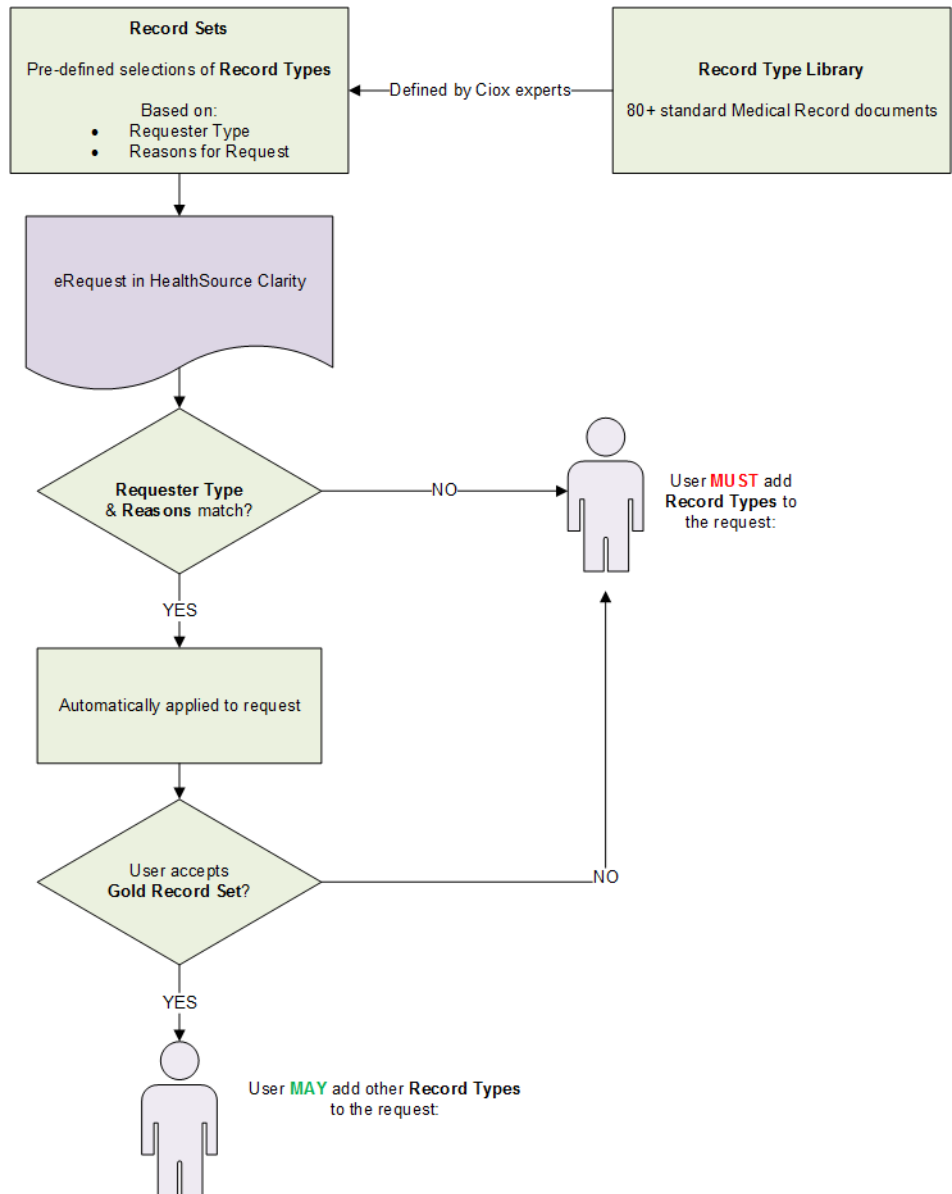 Record Sets
Pre-defined selections of Record Types
Based on:
• Requester Type
• Reasons for Request
Defined by Ciox experts
Record Type Library
80+ standard Medical Record documents
eRequest in HealthSource Clarity
Requester Type
& Reasons match?
NO
User MUST add
Record Types to
the request:
YES
Automatically applied to request
User accepts
Gold Record Set?
NO
YES
User MAY add other Record Types
to the request: